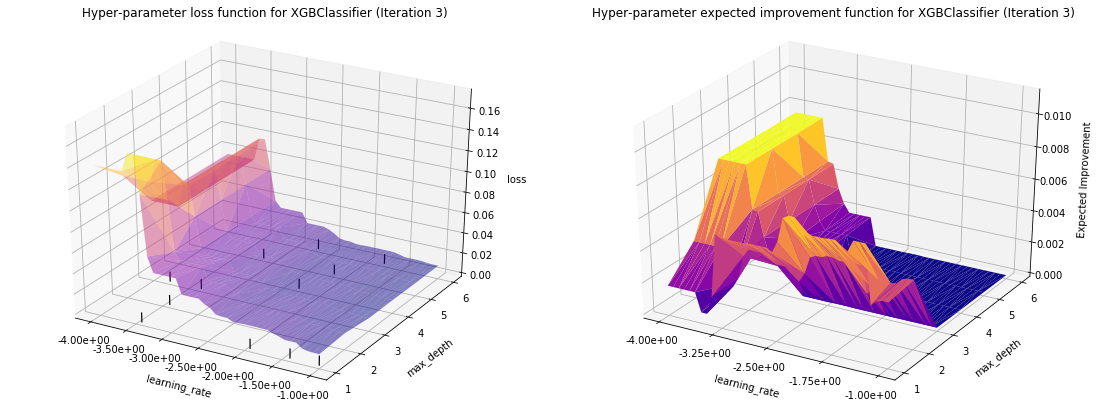 Hyper-parameter loss function for XGBClassifier (Iteration 3)
0.16
0.14
0.12
0.10
0.08
0.06
0.04
0.02
0.00
loss
-4.00e+00
-3.50e+00
-3.00e+00
-2.50e+00
-2.00e+00
-1.50e+00
-1.00e+00
learning_rate
1
2
3
4
5
6
max_depth
Hyper-parameter expected improvement function for XGBClassifier (Iteration 3)
0.010
0.008
0.006
0.004
0.002
0.000
Expected Improvement
-4.00e+00
-3.25e+00
-2.50e+00
-1.75e+00
-1.00e+00
learning_rate
1
2
3
4
5
6
max_depth